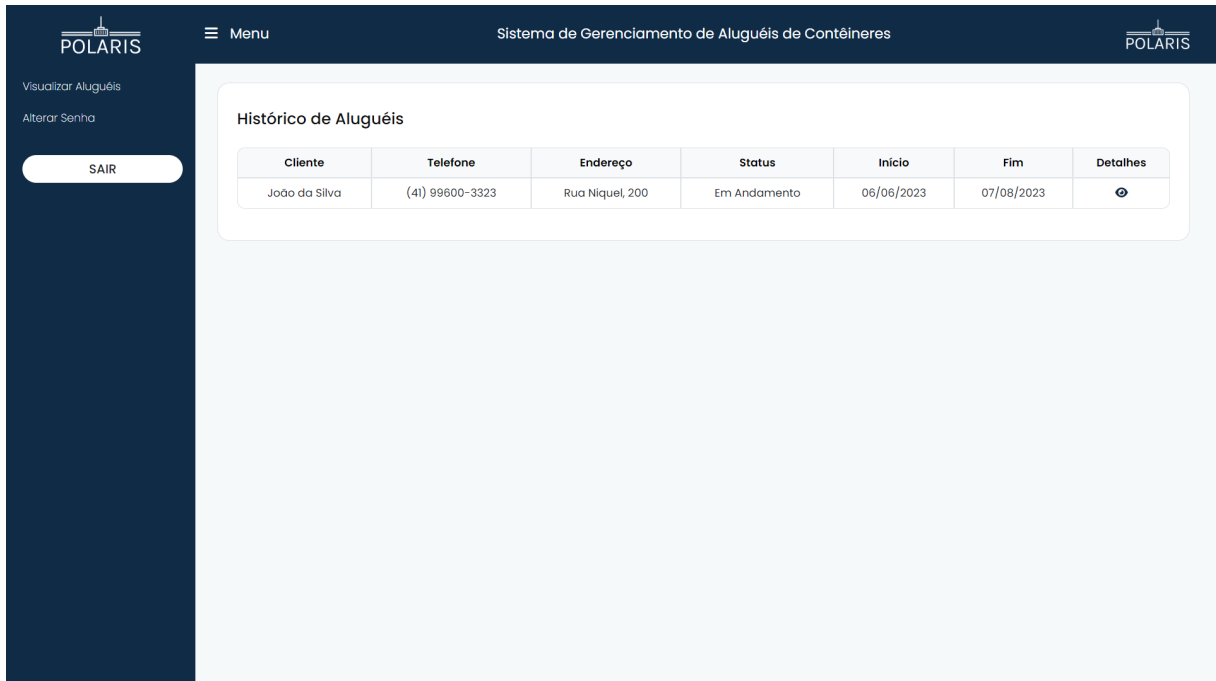 POLARIS
Menu
Sistema de Gerenciamento de Aluguéis de Contêineres
POLARIS
Visualizar Aluguéis
Alterar Senha
SAIR
Histórico de Aluguéis
Cliente Telefone Endereço Status Início Fim Detalhes
João da Silva (41) 99600-3323 Rua Niquel, 200 Em Andamento 06/06/2023 07/08/2023